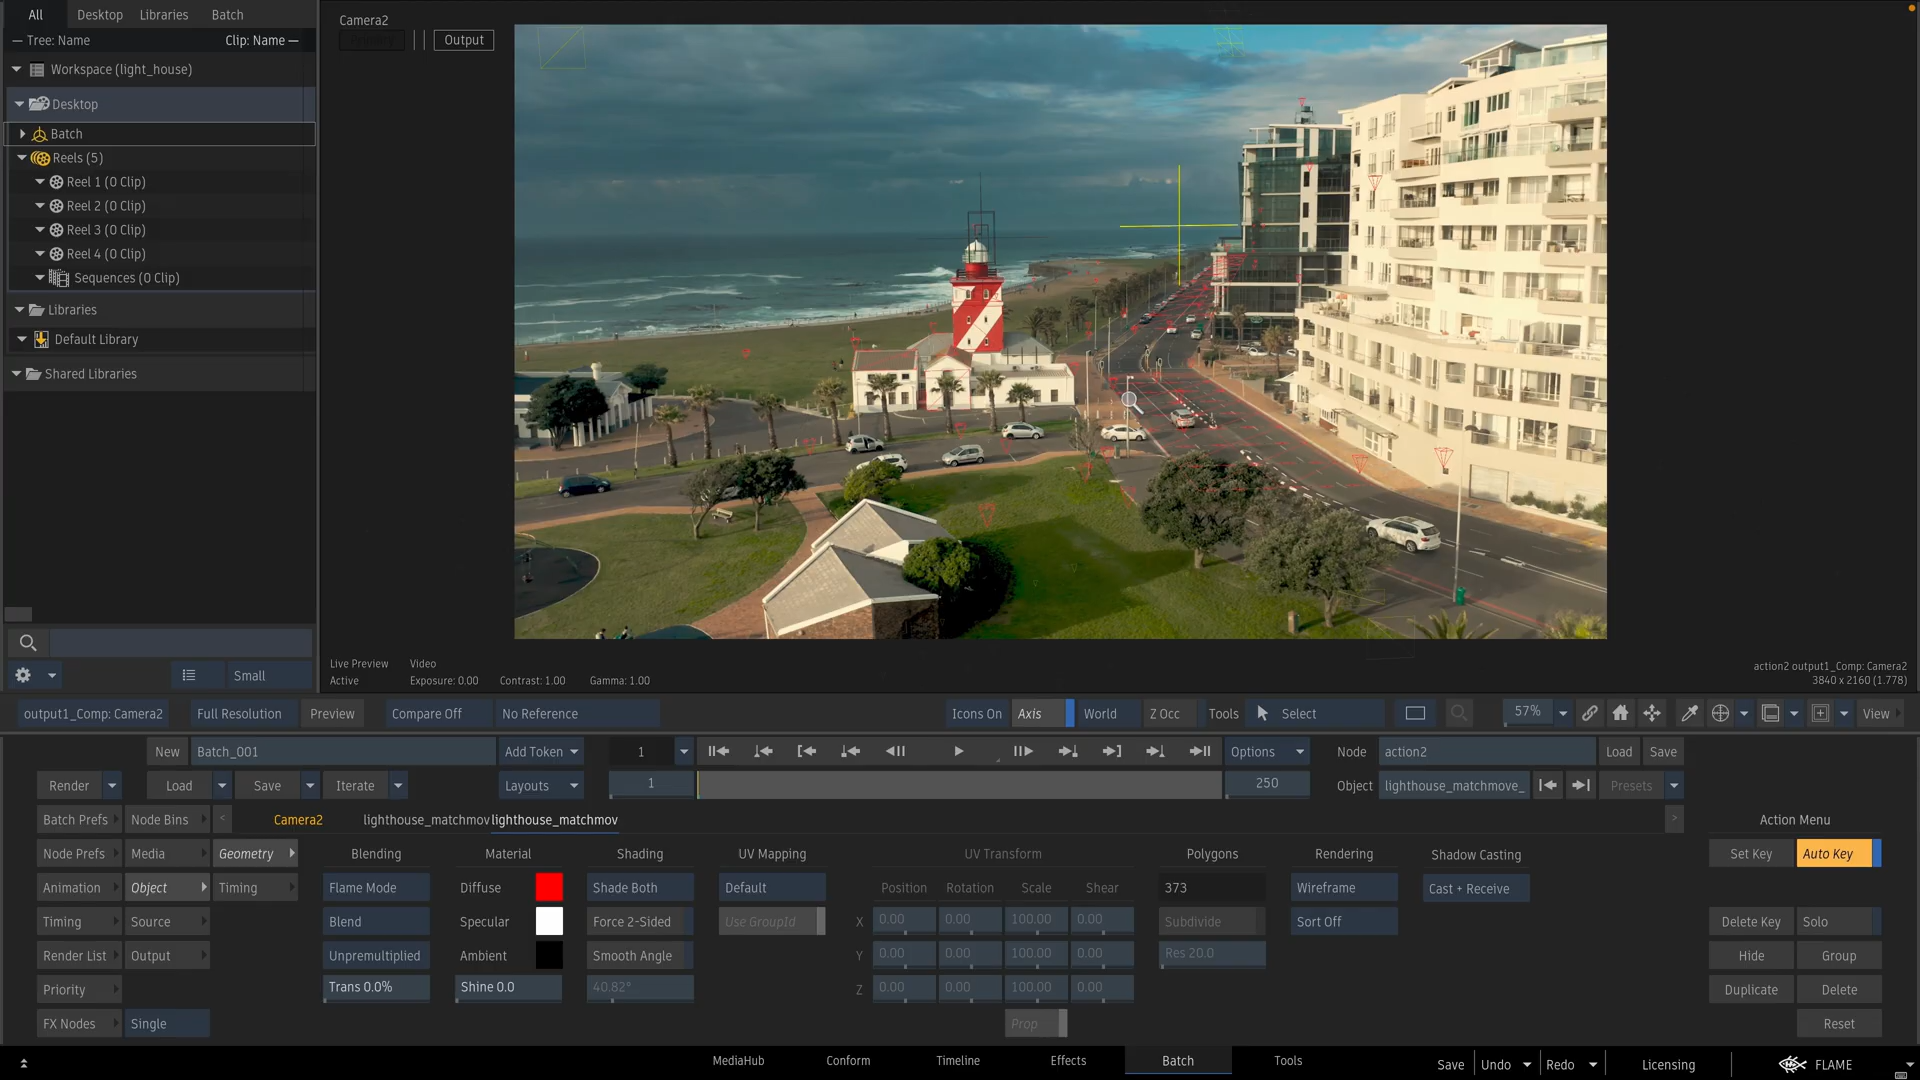 All Desktop Libraries Batch
— Tree: Name Clip: Name —
Workspace (light_house)
Desktop
Batch
Reels (5)
Reel 1 (0 Clip)
Reel 2 (0 Clip)
Reel 3 (0 Clip)
Reel 4 (0 Clip)
Sequences (0 Clip)
Libraries
Default Library
Shared Libraries
Small
Camera2
Output
Live Preview Video
Active Exposure: 0.00 Contrast: 1.00 Gamma: 1.00
action2 output1_Comp: Camera2
3840 x 2160 (1.778)
output1_Comp: Camera2 Full Resolution Preview Compare Off No Reference Icons On Axis World Z Occ Tools Select 57% View
New Batch_001 Add Token 1 Options Node action2 Load Save
Render Load Save Iterate Layouts 1 250 Object lighthouse_matchmove_ Presets
Batch Prefs Node Bins < Camera2 lighthouse_matchmov lighthouse_matchmov > Action Menu
Node Prefs Media Geometry Blending Material Shading UV Mapping UV Transform Polygons Rendering Shadow Casting Set Key Auto Key
Animation Object Timing Flame Mode Diffuse Shade Both Default Position Rotation Scale Shear 373 Wireframe Cast + Receive
Timing Source Blend Specular Force 2-Sided Use GroupId X 0.00 0.00 100.00 0.00 Subdivide Sort Off Delete Key Solo
Render List Output Unpremultiplied Ambient Smooth Angle Y 0.00 0.00 100.00 0.00 Res 20.0 Hide Group
Priority Trans 0.0% Shine 0.0 40.82° Z 0.00 0.00 100.00 0.00 Duplicate Delete
FX Nodes Single Prop Reset
MediaHub Conform Timeline Effects Batch Tools Save Undo Redo Licensing FLAME